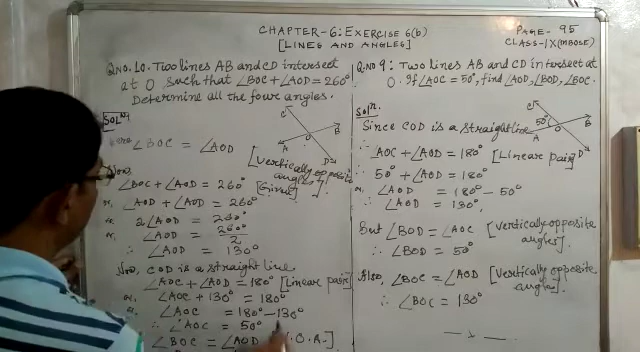 CHAPTER-6: EXERCISE 6(b)
[LINES AND ANGLES]
PAGE- 95
CLASS-IX (MBOSE)
Q.NO.10. Two lines AB and CD intersect
at O such that ∠BOC + ∠AOD = 260°
Determine all the four angles.
SOLn
∠BOC = ∠AOD
[Vertically opposite
angles]
Now,
∠BOC + ∠AOD = 260° [Given]
or, ∠AOD + ∠AOD = 260°
or 2∠AOD = 260°
or, ∠AOD = 260°/2
∴ ∠AOD = 130°
Now, COD is a straight line
∠AOC + ∠AOD = 180° [Linear pair]
or, ∠AOC + 130° = 180°
or, ∠AOC = 180° - 130°
∴ ∠AOC = 50°
∠BOC = ∠AOD [V.O.A.]
C
B
O
A
D
Q.NO 9: Two lines AB and CD intersect at
O. If ∠AOC = 50°, find ∠AOD, ∠BOD, ∠BOC.
Soln.
Since COD is a straight line
∴ ∠AOC + ∠AOD = 180° [Linear pair]
∴ 50° + ∠AOD = 180°
or, ∠AOD = 180° - 50°
∴ ∠AOD = 130°,
But ∠BOD = ∠AOC [Vertically opposite
angles].
∴ ∠BOD = 50°
Also, ∠BOC = ∠AOD [Vertically opposite
angles].
∴ ∠BOC = 130°
C
50°
B
A
O
D